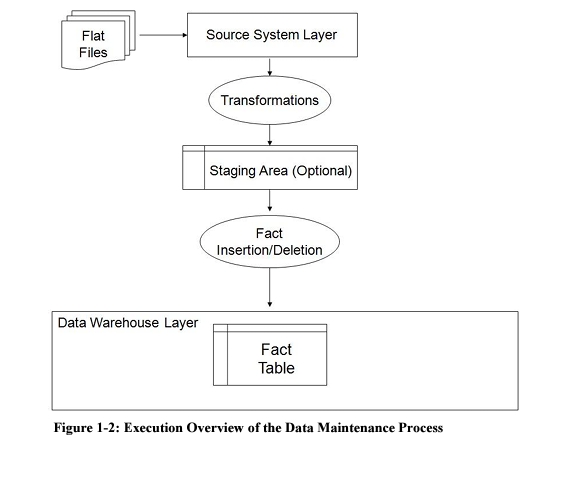 Flat
Files
Source System Layer
Transformations
Staging Area (Optional)
Fact
Insertion/Deletion
Data Warehouse Layer
Fact
Table
Figure 1-2: Execution Overview of the Data Maintenance Process